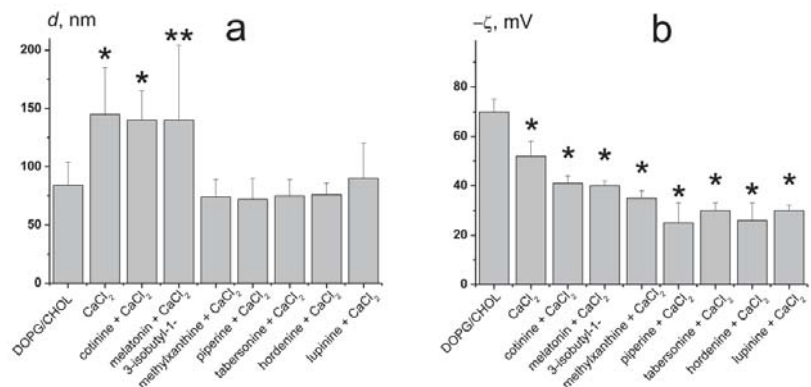 d, nm
a
**
*
*
200
150
100
50
0
DOPG/CHOL
CaCl2
cotinine + CaCl2
melatonin + CaCl2
3-isobutyl-1-
methylxanthine + CaCl2
piperine + CaCl2
tabersonine + CaCl2
hordenine + CaCl2
lupinine + CaCl2
−ζ, mV
b
80
60
40
20
0
*
*
*
*
*
*
*
*
DOPG/CHOL
CaCl2
cotinine + CaCl2
melatonin + CaCl2
3-isobutyl-1-
methylxanthine + CaCl2
piperine + CaCl2
tabersonine + CaCl2
hordenine + CaCl2
lupinine + CaCl2